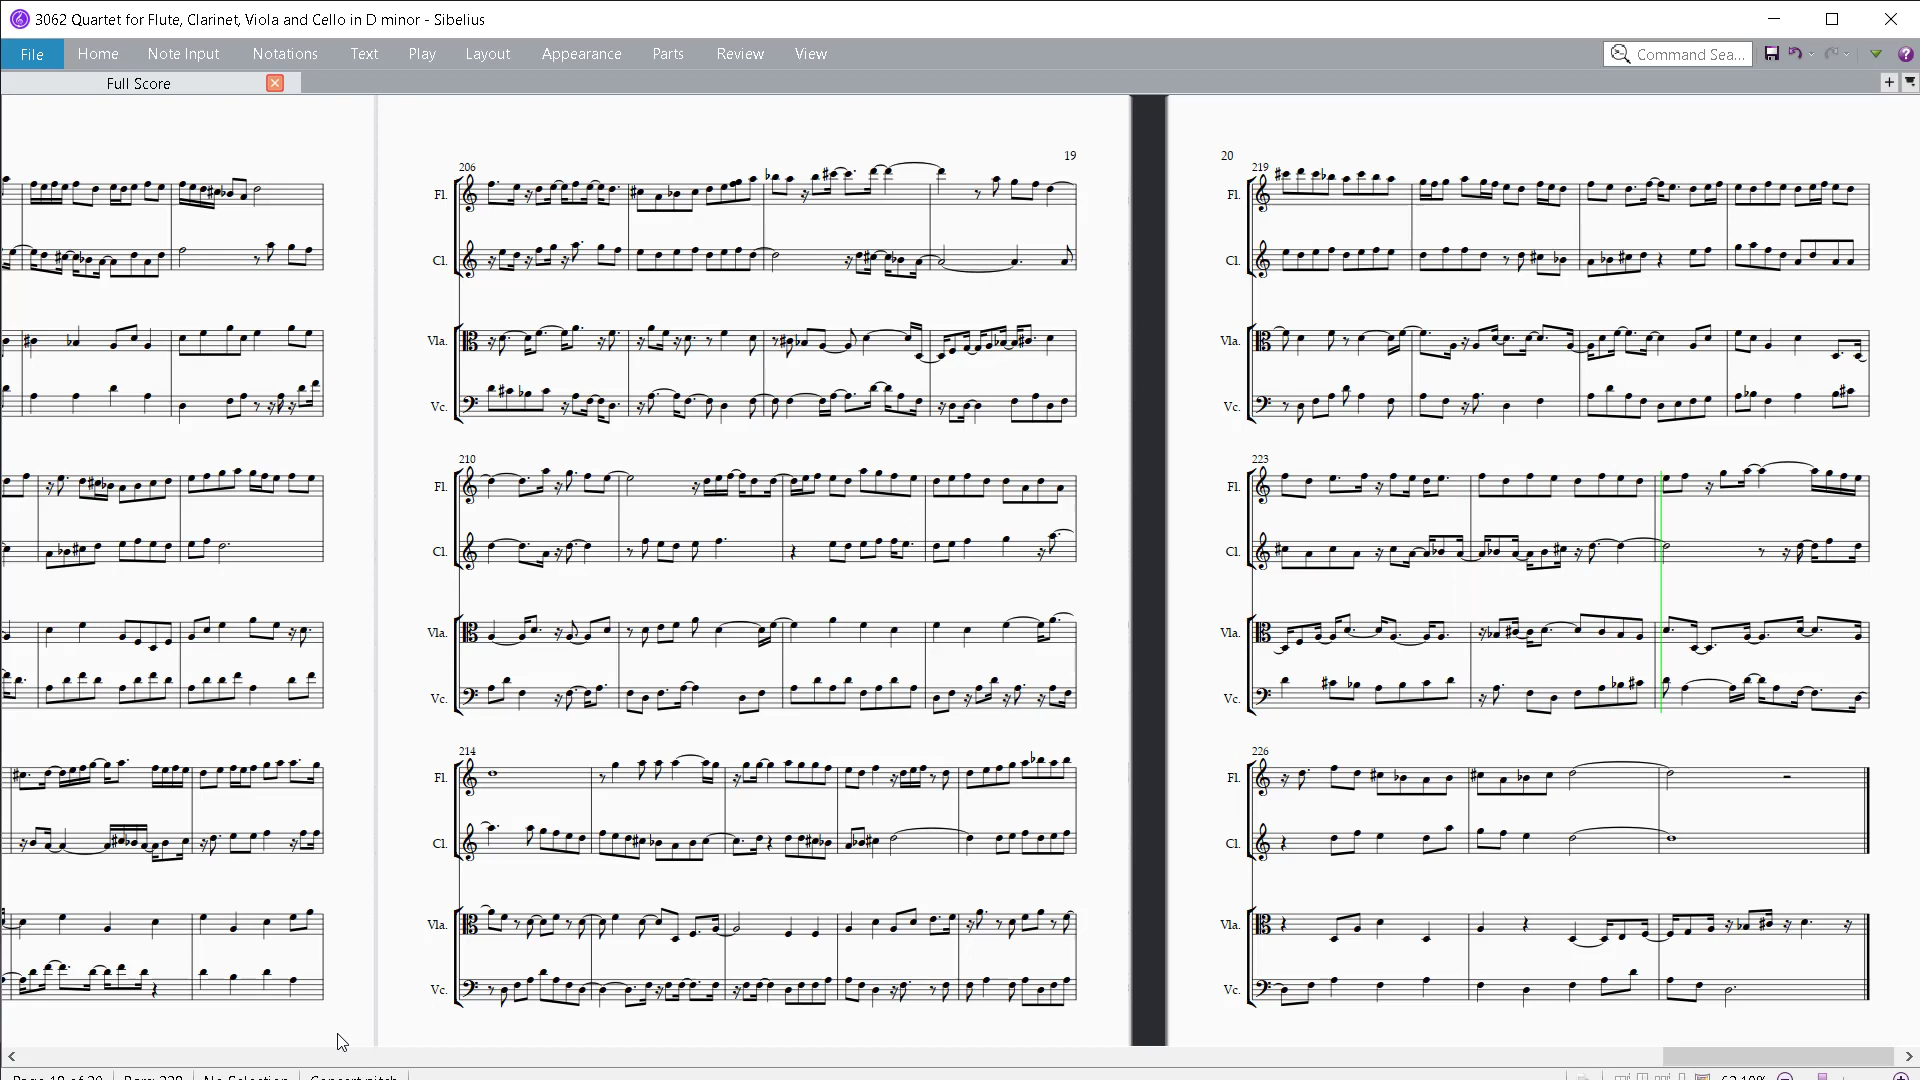 3062 Quartet for Flute, Clarinet, Viola and Cello in D minor - Sibelius
File Home Note Input Notations Text Play Layout Appearance Parts Review View Command Sea...
Full Score
19
206
Fl.
Cl.
Vla.
Vc.
210
Fl.
Cl.
Vla.
Vc.
214
Fl.
Cl.
Vla.
Vc.
20
219
Fl.
Cl.
Vla.
Vc.
223
Fl.
Cl.
Vla.
Vc.
226
Fl.
Cl.
Vla.
Vc.
No Selection Concert pitch